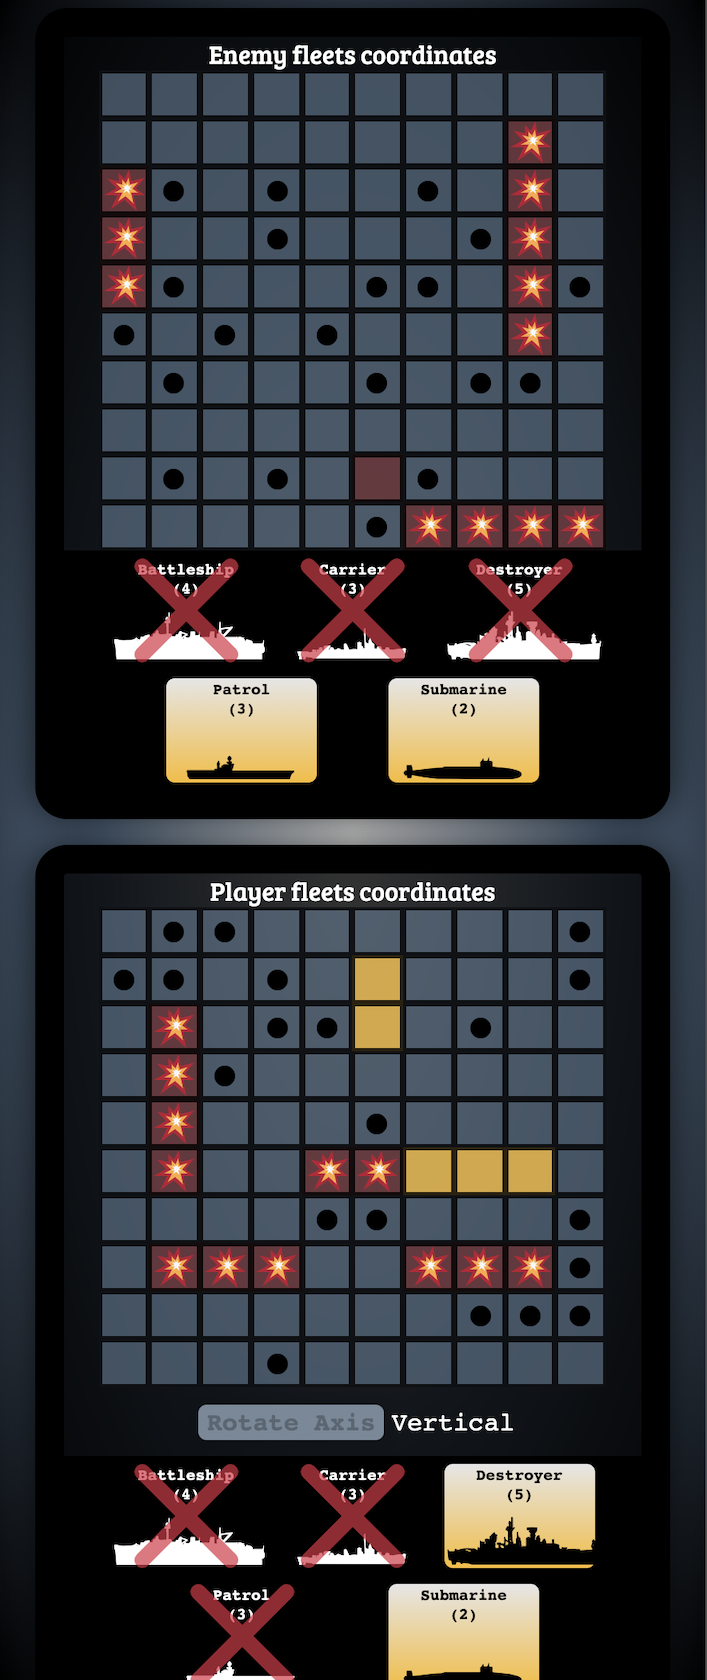 Enemy fleets coordinates
Battleship
(4)
Carrier
(3)
Destroyer
(5)
Patrol
(3)
Submarine
(2)
Player fleets coordinates
Rotate Axis Vertical
Battleship
(4)
Carrier
(3)
Destroyer
(5)
Patrol
(3)
Submarine
(2)